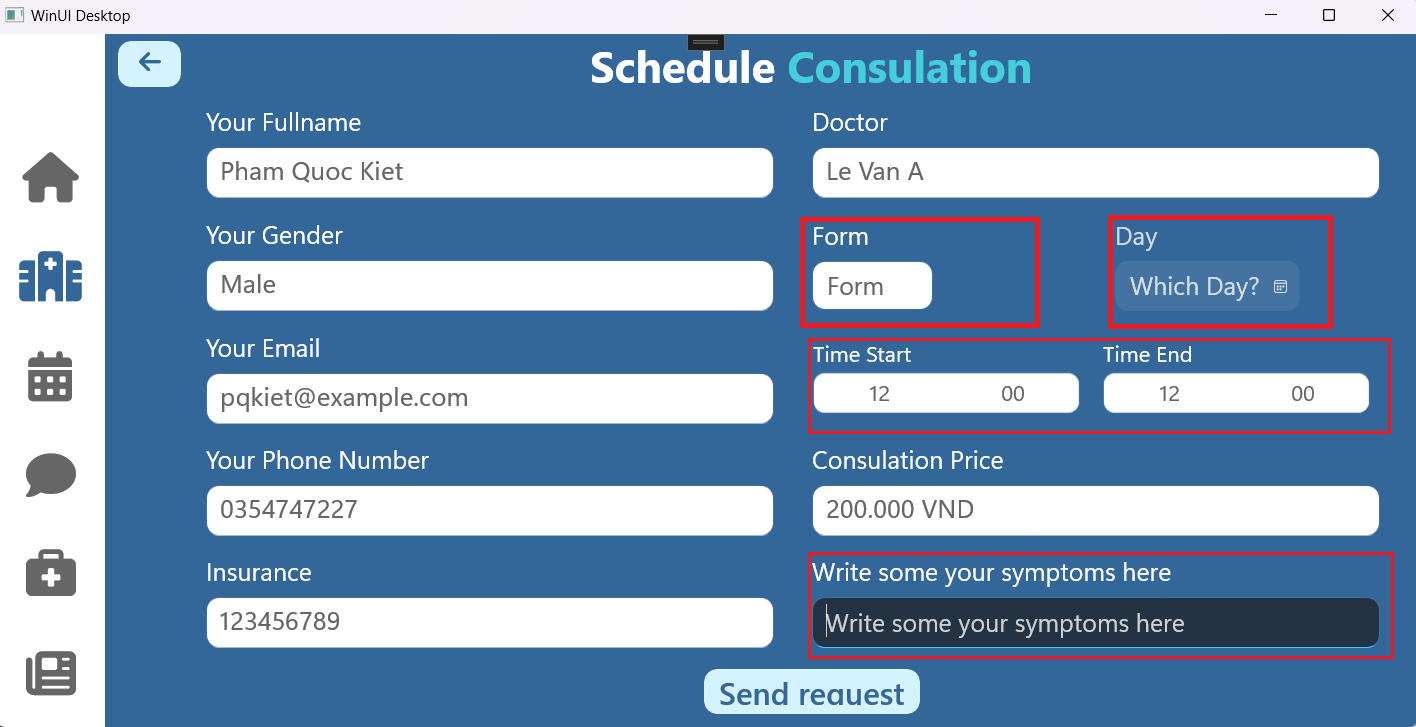 WinUI Desktop
Schedule Consulation
Your Fullname
Pham Quoc Kiet
Your Gender
Male
Your Email
pqkiet@example.com
Your Phone Number
0354747227
Insurance
123456789
Doctor
Le Van A
Form
Form
Day
Which Day?
Time Start
12 00
Time End
12 00
Consulation Price
200.000 VND
Write some your symptoms here
Write some your symptoms here
Send request